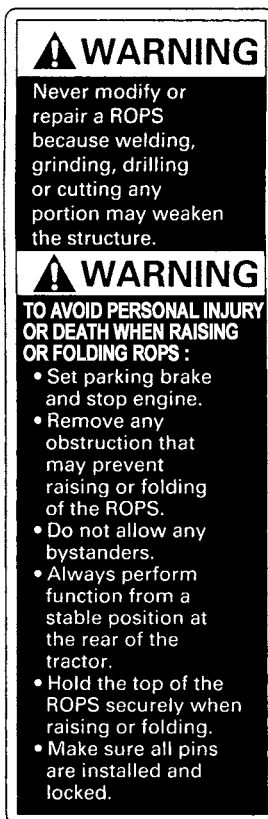 WARNING
Never modify or
repair a ROPS
because welding,
grinding, drilling
or cutting any
portion may weaken
the structure.
WARNING
TO AVOID PERSONAL INJURY
OR DEATH WHEN RAISING
OR FOLDING ROPS :
• Set parking brake
and stop engine.
• Remove any
obstruction that
may prevent
raising or folding
of the ROPS.
• Do not allow any
bystanders.
• Always perform
function from a
stable position at
the rear of the
tractor.
• Hold the top of the
ROPS securely when
raising or folding.
• Make sure all pins
are installed and
locked.